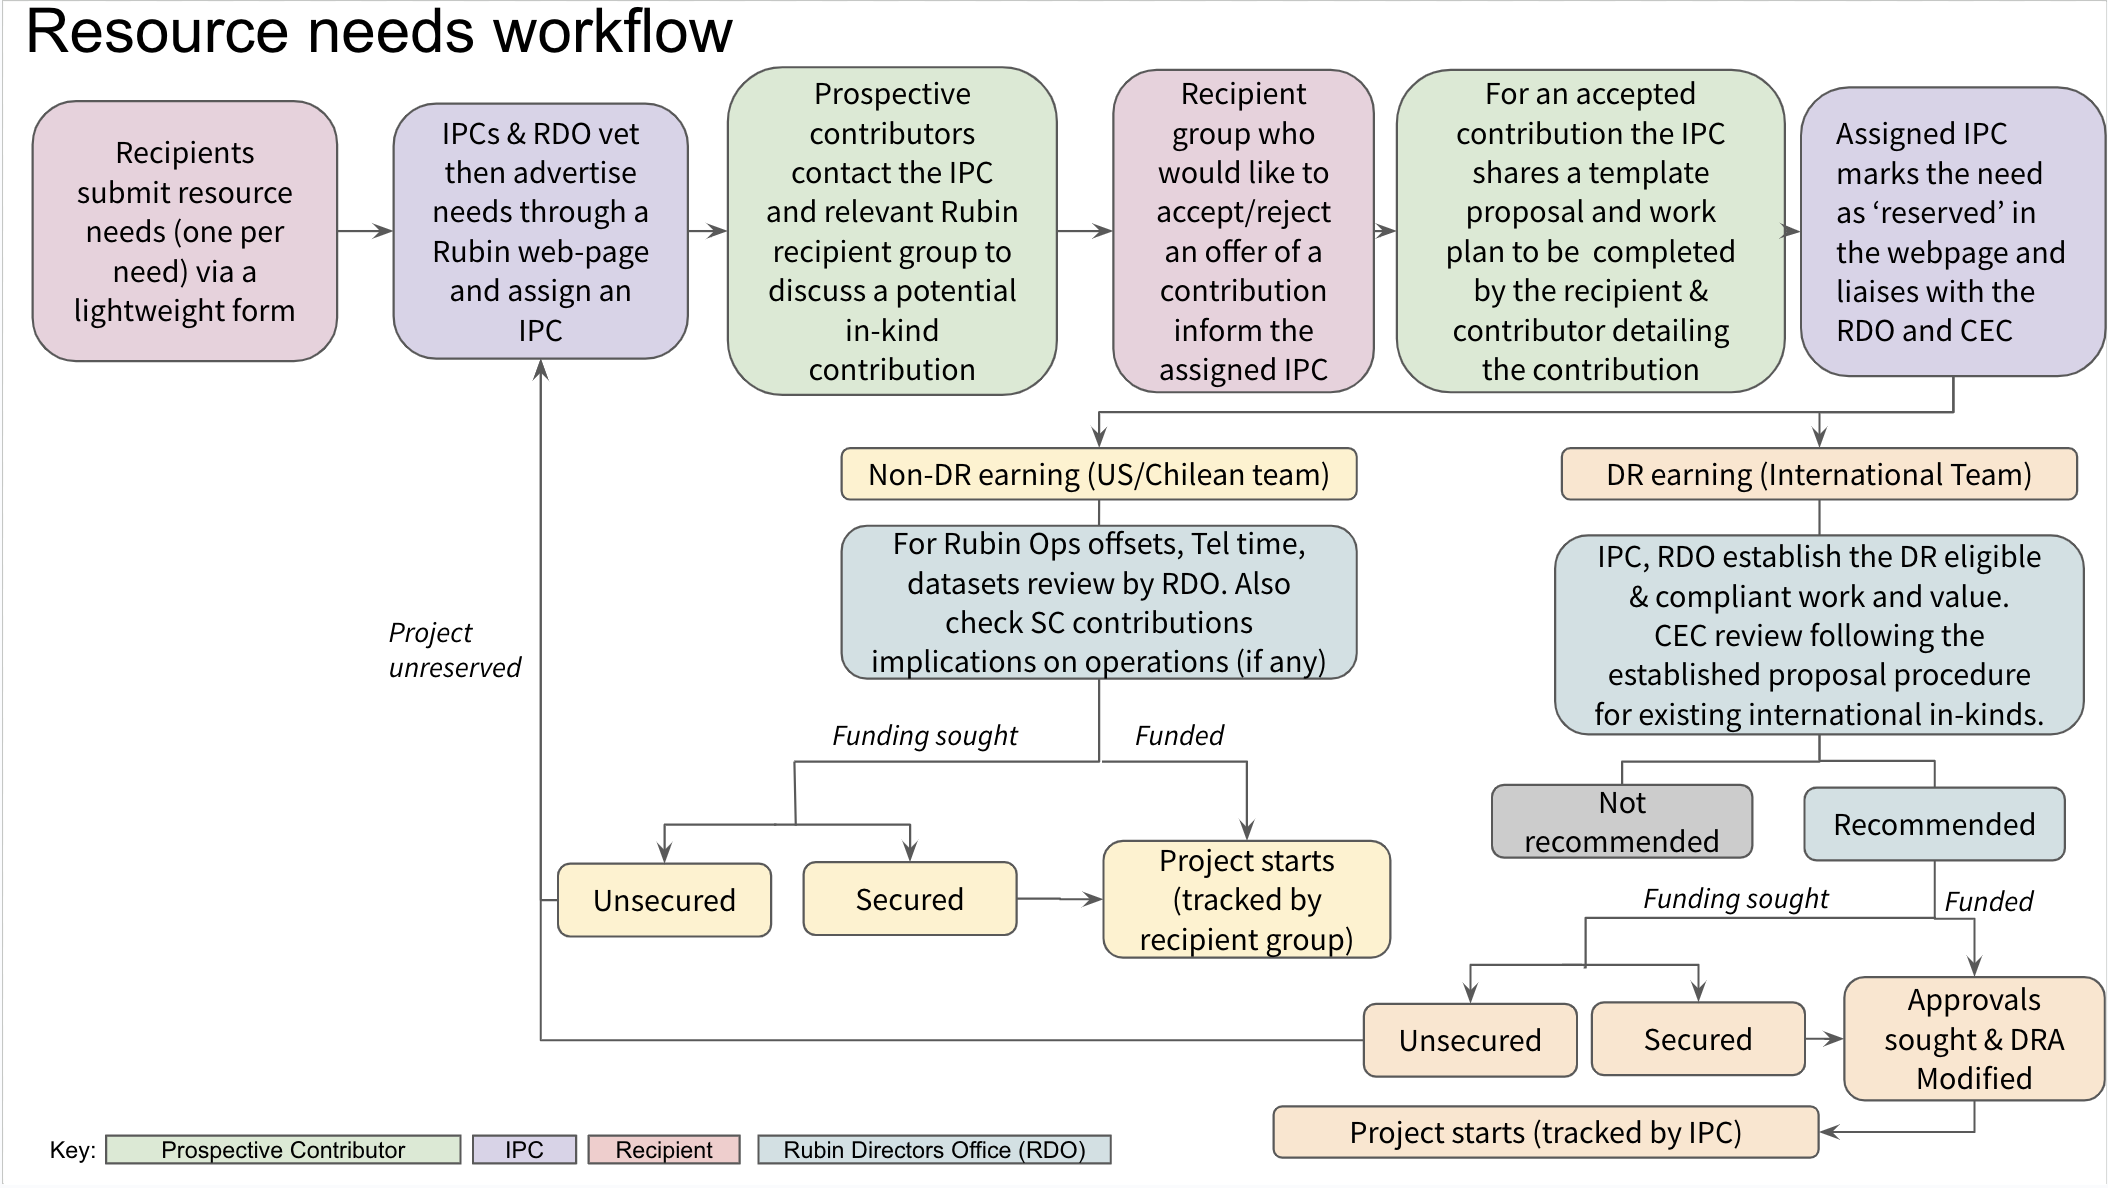 Resource needs workflow
Recipients
submit resource
needs (one per
need) via a
lightweight form
IPCs & RDO vet
then advertise
needs through a
Rubin web-page
and assign an
IPC
Prospective
contributors
contact the IPC
and relevant Rubin
recipient group to
discuss a potential
in-kind
contribution
Recipient
group who
would like to
accept/reject
an offer of a
contribution
inform the
assigned IPC
For an accepted
contribution the IPC
shares a template
proposal and work
plan to be  completed
by the recipient &
contributor detailing
the contribution
Assigned IPC
marks the need
as ‘reserved’ in
the webpage and
liaises with the
RDO and CEC
Non-DR earning (US/Chilean team)
DR earning (International Team)
For Rubin Ops offsets, Tel time,
datasets review by RDO. Also
check SC contributions
implications on operations (if any)
IPC, RDO establish the DR eligible
& compliant work and value.
CEC review following the
established proposal procedure
for existing international in-kinds.
Project
unreserved
Funding sought
Funded
Not
recommended
Recommended
Unsecured
Secured
Project starts
(tracked by
recipient group)
Funding sought
Funded
Unsecured
Secured
Approvals
sought & DRA
Modified
Project starts (tracked by IPC)
Key:
Prospective Contributor
IPC
Recipient
Rubin Directors Office (RDO)